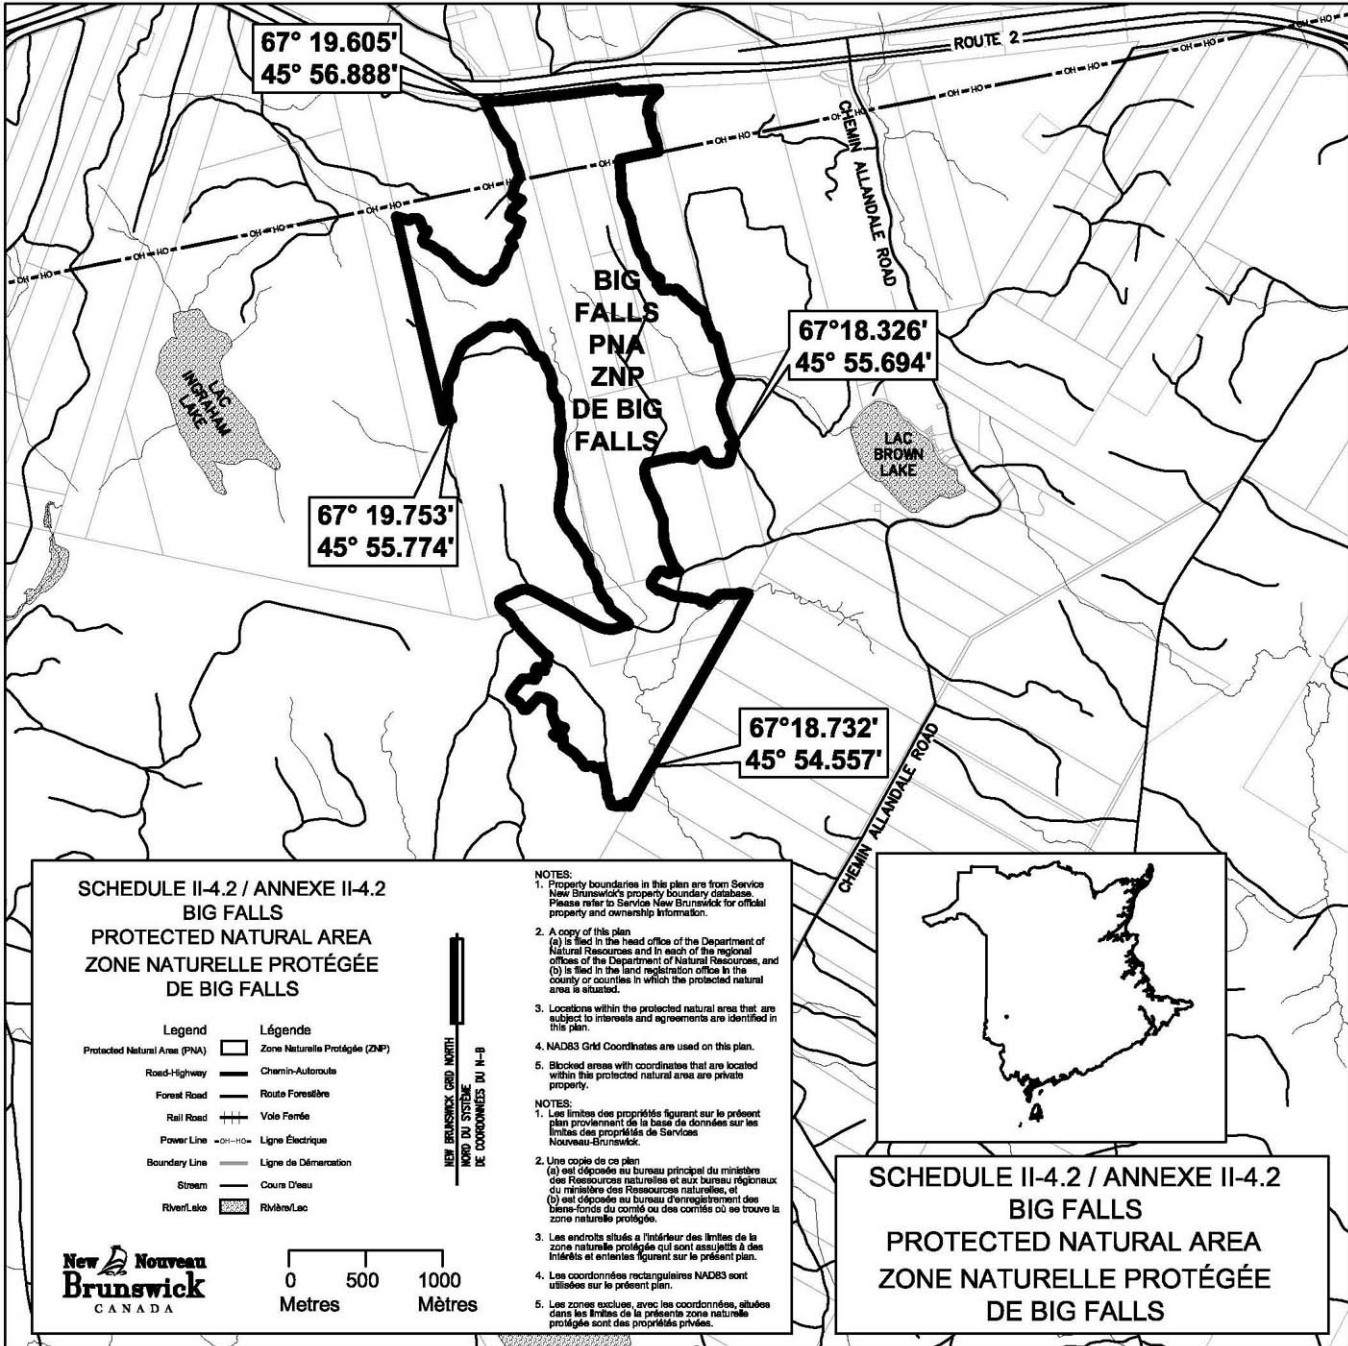 67° 19.605'
45° 56.888'
ROUTE 2
CHEMIN ALLANDALE ROAD
OH HO
BIG
FALLS
PNA
ZNP
DE BIG
FALLS
67°18.326'
45° 55.694'
LAC
INGRAHAM
LAKE
LAC
BROWN
LAKE
67° 19.753'
45° 55.774'
67°18.732'
45° 54.557'
CHEMIN ALLANDALE ROAD
SCHEDULE II-4.2 / ANNEXE II-4.2
BIG FALLS
PROTECTED NATURAL AREA
ZONE NATURELLE PROTÉGÉE
DE BIG FALLS
Legend Légende
Protected Natural Area (PNA) Zone Naturelle Protégée (ZNP)
Road-Highway Chemin-Autoroute
Forest Road Route Forestière
Rail Road Voie Ferrée
Power Line -OH-HO- Ligne Électrique
Boundary Line Ligne de Démarcation
Stream Cours D'eau
River/Lake Rivière/Lac
NEW BRUNSWICK GRID NORTH
NORD DU SYSTÈME
DE COORDONNÉES DU N-B
New Nouveau
Brunswick
CANADA
0 500 1000
Metres Mètres
NOTES:
1. Property boundaries in this plan are from Service
New Brunswick's property boundary database.
Please refer to Service New Brunswick for official
property and ownership information.
2. A copy of this plan
(a) is filed in the head office of the Department of
Natural Resources and in each of the regional
offices of the Department of Natural Resources, and
(b) is filed in the land registration office in the
county or counties in which the protected natural
area is situated.
3. Locations within the protected natural area that are
subject to interests and agreements are identified in
this plan.
4. NAD83 Grid Coordinates are used on this plan.
5. Blocked areas with coordinates that are located
within this protected natural area are private
property.
NOTES:
1. Les limites des propriétés figurant sur le présent
plan proviennent de la base de données sur les
limites des propriétés de Services
Nouveau-Brunswick.
2. Une copie de ce plan
(a) est déposée au bureau principal du ministère
des Ressources naturelles et aux bureau régionaux
du ministère des Ressources naturelles, et
(b) est déposée au bureau d'enregistrement des
biens-fonds du comté ou des comtés où se trouve la
zone naturelle protégée.
3. Les endroits situés a l'intérieur des limites de la
zone naturelle protégée qui sont assujettis à des
intérêts et ententes figurant sur le présent plan.
4. Les coordonnées rectangulaires NAD83 sont
utilisées sur le présent plan.
5. Les zones exclues, avec les coordonnées, situées
dans les limites de la présente zone naturelle
protégée sont des propriétés privées.
SCHEDULE II-4.2 / ANNEXE II-4.2
BIG FALLS
PROTECTED NATURAL AREA
ZONE NATURELLE PROTÉGÉE
DE BIG FALLS